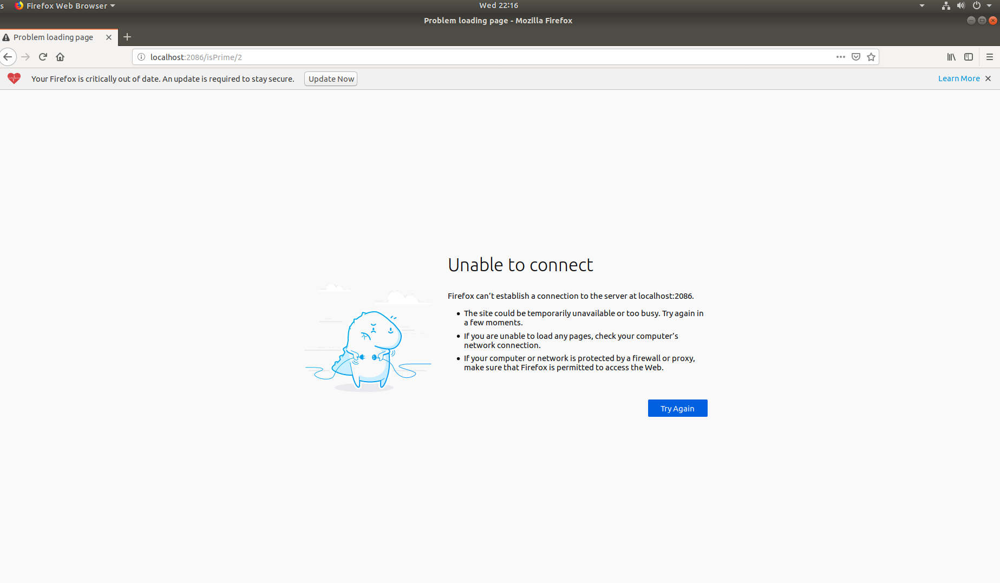 s Firefox Web Browser Wed 22:16
Problem loading page - Mozilla Firefox
Problem loading page
localhost:2086/isPrime/2
Your Firefox is critically out of date. An update is required to stay secure. Update Now Learn More
Unable to connect
Firefox can’t establish a connection to the server at localhost:2086.
The site could be temporarily unavailable or too busy. Try again in
a few moments.
If you are unable to load any pages, check your computer’s
network connection.
If your computer or network is protected by a firewall or proxy,
make sure that Firefox is permitted to access the Web.
Try Again